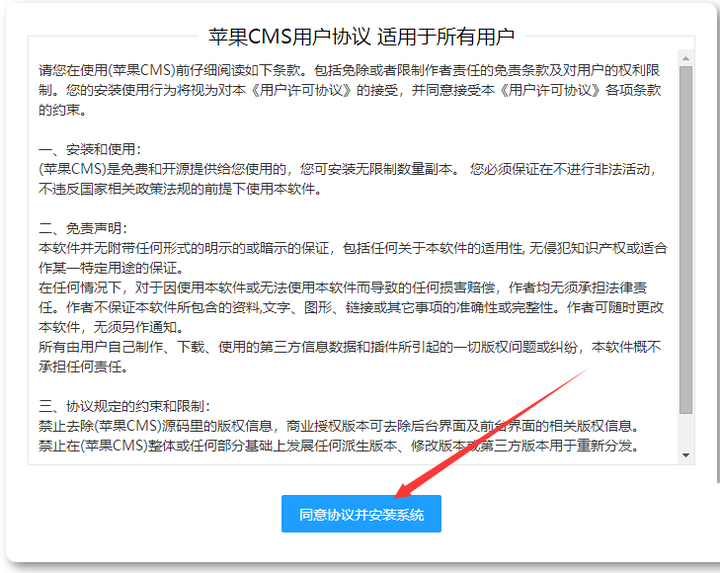 苹果CMS用户协议 适用于所有用户
请您在使用(苹果CMS)前仔细阅读如下条款。包括免除或者限制作者责任的免责条款及对用户的权利限
制。您的安装使用行为将视为对本《用户许可协议》的接受，并同意接受本《用户许可协议》各项条款
的约束。
一、安装和使用：
(苹果CMS)是免费和开源提供给您使用的，您可安装无限制数量副本。 您必须保证在不进行非法活动，
不违反国家相关政策法规的前提下使用本软件。
二、免责声明：
本软件并无附带任何形式的明示的或暗示的保证，包括任何关于本软件的适用性, 无侵犯知识产权或适合
作某一特定用途的保证。
在任何情况下，对于因使用本软件或无法使用本软件而导致的任何损害赔偿，作者均无须承担法律责
任。作者不保证本软件所包含的资料,文字、图形、链接或其它事项的准确性或完整性。作者可随时更改
本软件，无须另作通知。
所有由用户自己制作、下载、使用的第三方信息数据和插件所引起的一切版权问题或纠纷，本软件概不
承担任何责任。
三、协议规定的约束和限制：
禁止去除(苹果CMS)源码里的版权信息，商业授权版本可去除后台界面及前台界面的相关版权信息。
禁止在(苹果CMS)整体或任何部分基础上发展任何派生版本、修改版本或第三方版本用于重新分发。
同意协议并安装系统